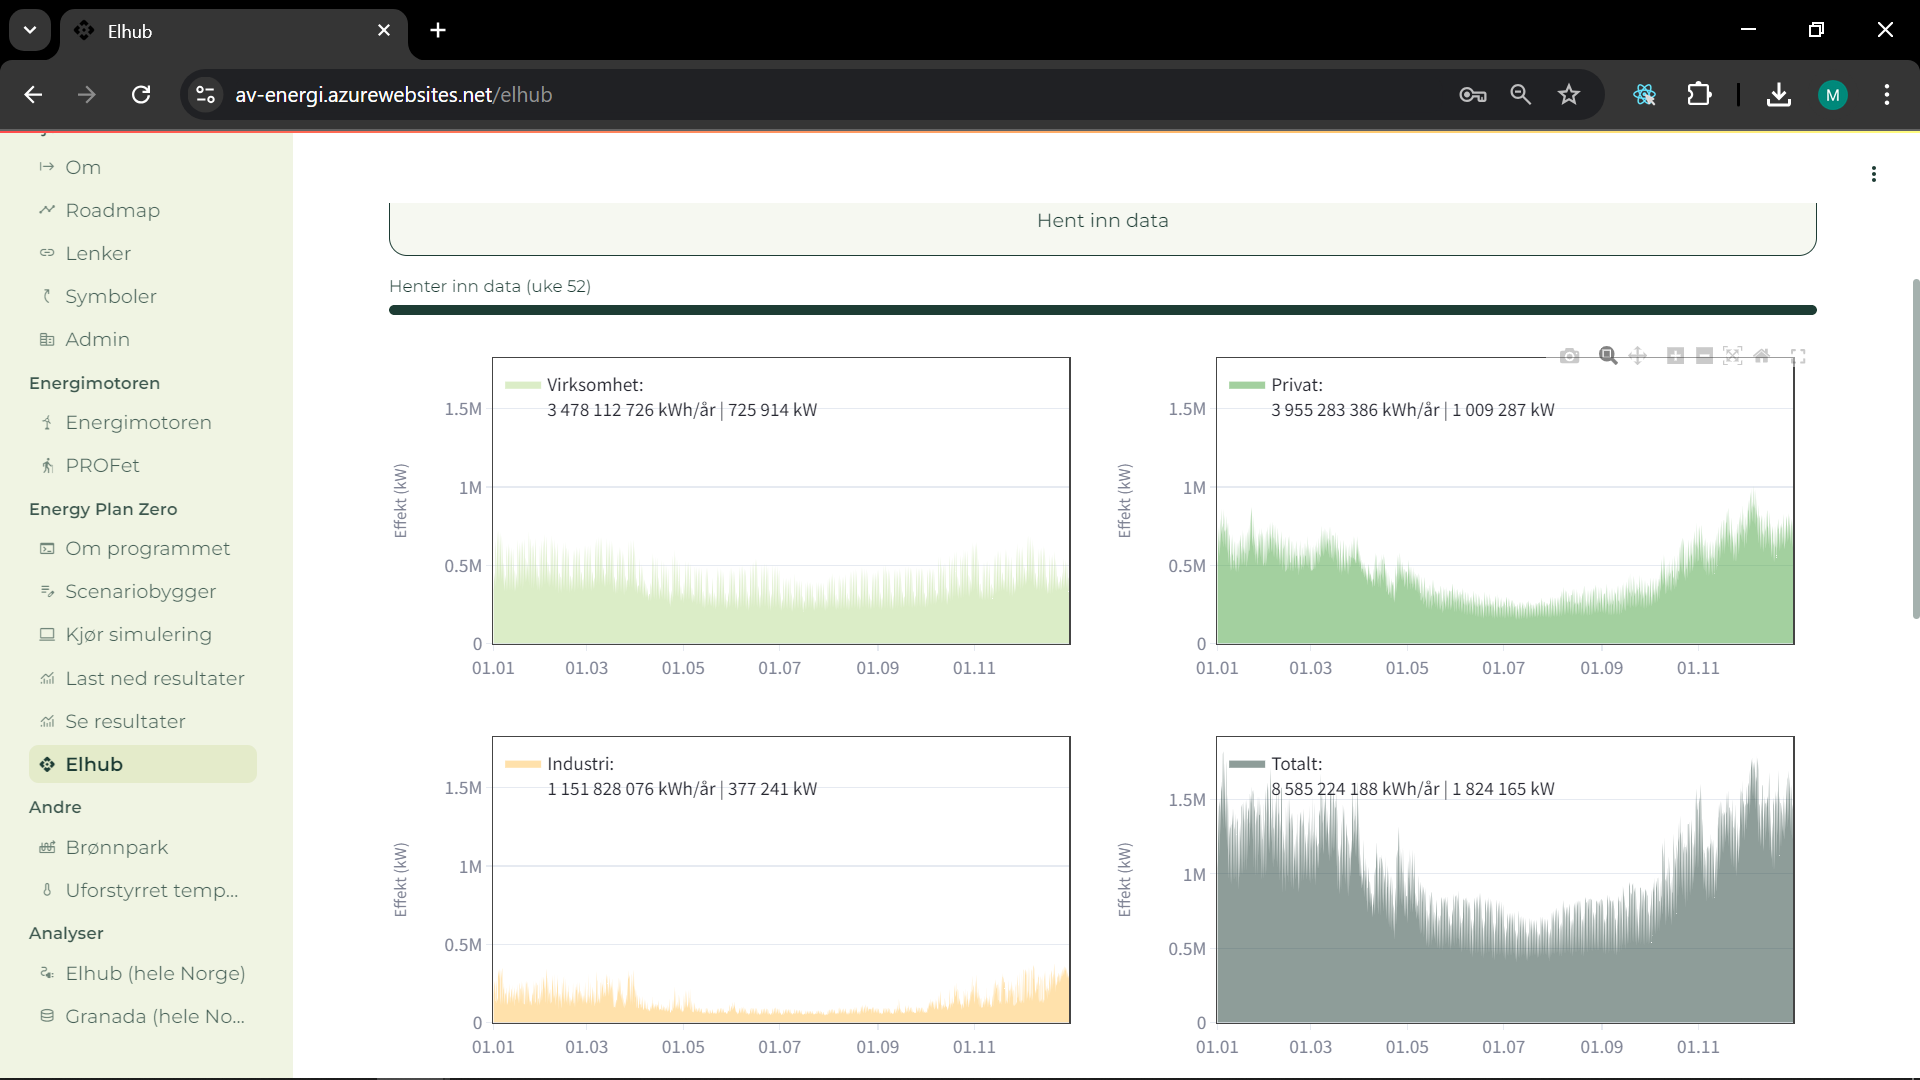 Elhub
av-energi.azurewebsites.net/elhub
M
Om
Roadmap
Lenker
Symboler
Admin
Energimotoren
Energimotoren
PROFet
Energy Plan Zero
Om programmet
Scenariobygger
Kjør simulering
Last ned resultater
Se resultater
Elhub
Andre
Brønnpark
Uforstyrret temp...
Analyser
Elhub (hele Norge)
Granada (hele No...
Hent inn data
Henter inn data (uke 52)
Virksomhet:
3 478 112 726 kWh/år | 725 914 kW
Effekt (kW)
1.5M
1M
0.5M
0
01.01 01.03 01.05 01.07 01.09 01.11
Privat:
3 955 283 386 kWh/år | 1 009 287 kW
Effekt (kW)
1.5M
1M
0.5M
0
01.01 01.03 01.05 01.07 01.09 01.11
Industri:
1 151 828 076 kWh/år | 377 241 kW
Effekt (kW)
1.5M
1M
0.5M
0
01.01 01.03 01.05 01.07 01.09 01.11
Totalt:
8 585 224 188 kWh/år | 1 824 165 kW
Effekt (kW)
1.5M
1M
0.5M
0
01.01 01.03 01.05 01.07 01.09 01.11